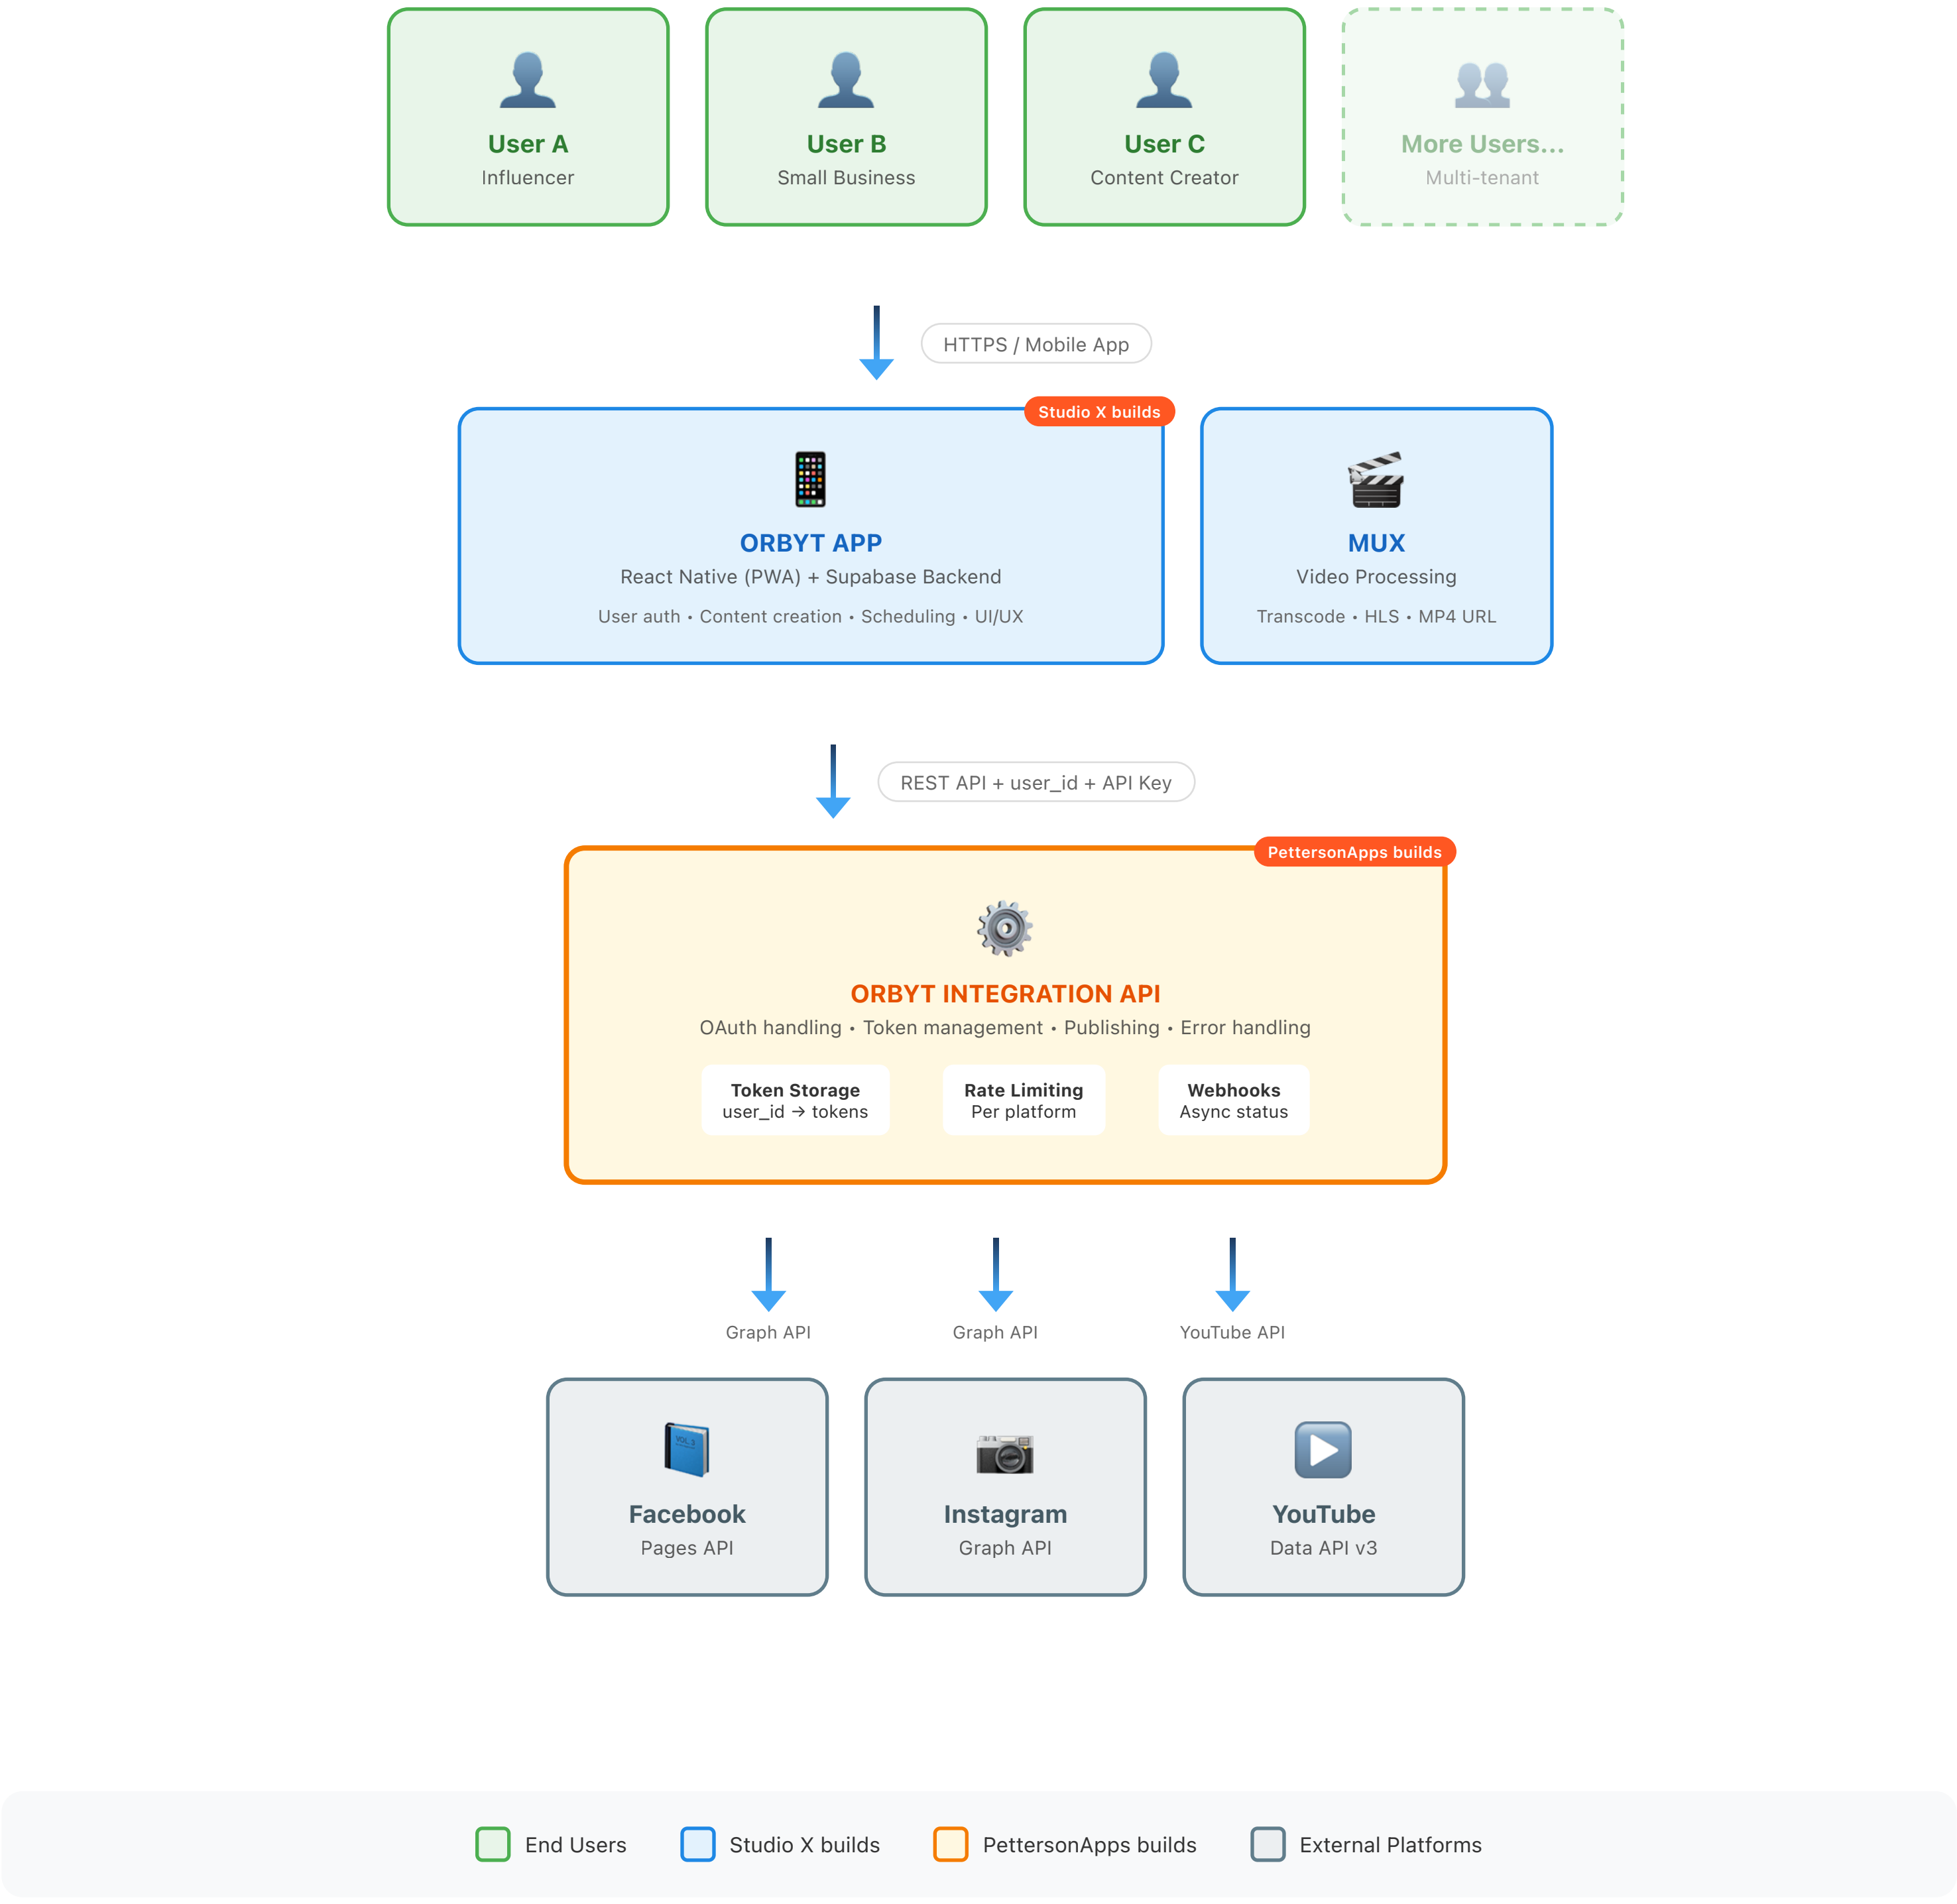 User A
Influencer
User B
Small Business
User C
Content Creator
More Users...
Multi-tenant
HTTPS / Mobile App
Studio X builds
ORBYT APP
React Native (PWA) + Supabase Backend
User auth • Content creation • Scheduling • UI/UX
MUX
Video Processing
Transcode • HLS • MP4 URL
REST API + user_id + API Key
PettersonApps builds
ORBYT INTEGRATION API
OAuth handling • Token management • Publishing • Error handling
Token Storage
user_id → tokens
Rate Limiting
Per platform
Webhooks
Async status
Graph API
Graph API
YouTube API
VOL. 3
Facebook
Pages API
Instagram
Graph API
YouTube
Data API v3
End Users
Studio X builds
PettersonApps builds
External Platforms